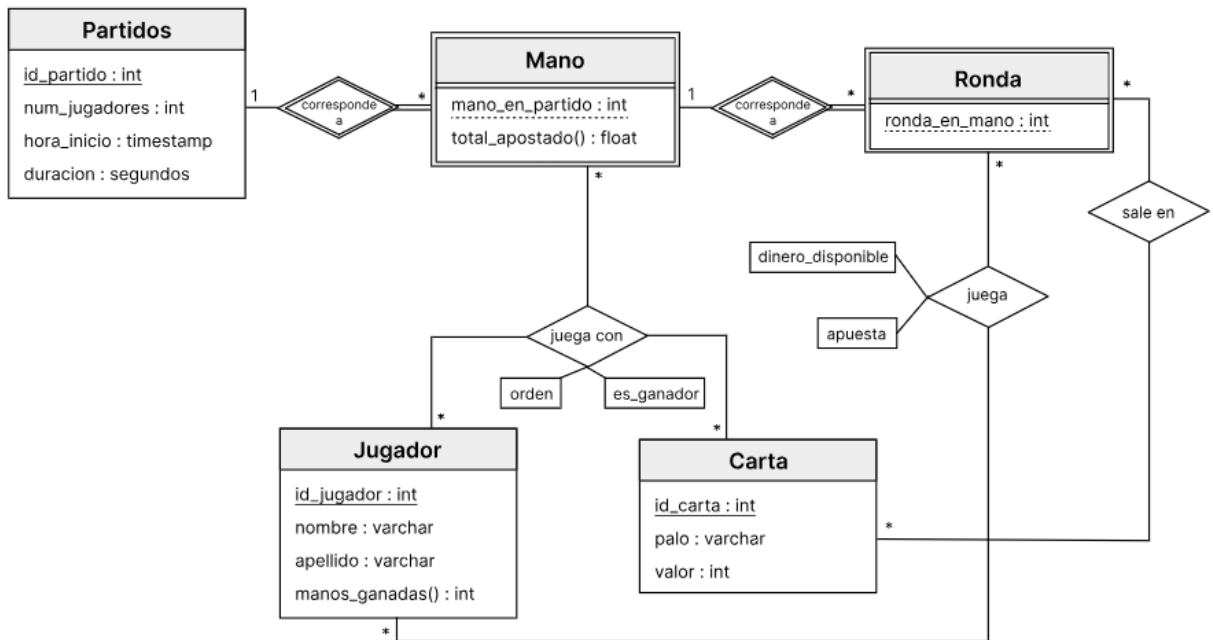 Partidos
id_partido : int
num_jugadores : int
hora_inicio : timestamp
duracion : segundos
1
corresponde
a
*
Mano
mano_en_partido : int
total_apostado() : float
1
corresponde
a
*
Ronda
ronda_en_mano : int
*
*
*
sale en
dinero_disponible
juega
apuesta
juega con
orden
es_ganador
*
*
Jugador
id_jugador : int
nombre : varchar
apellido : varchar
manos_ganadas() : int
*
Carta
id_carta : int
palo : varchar
valor : int
*